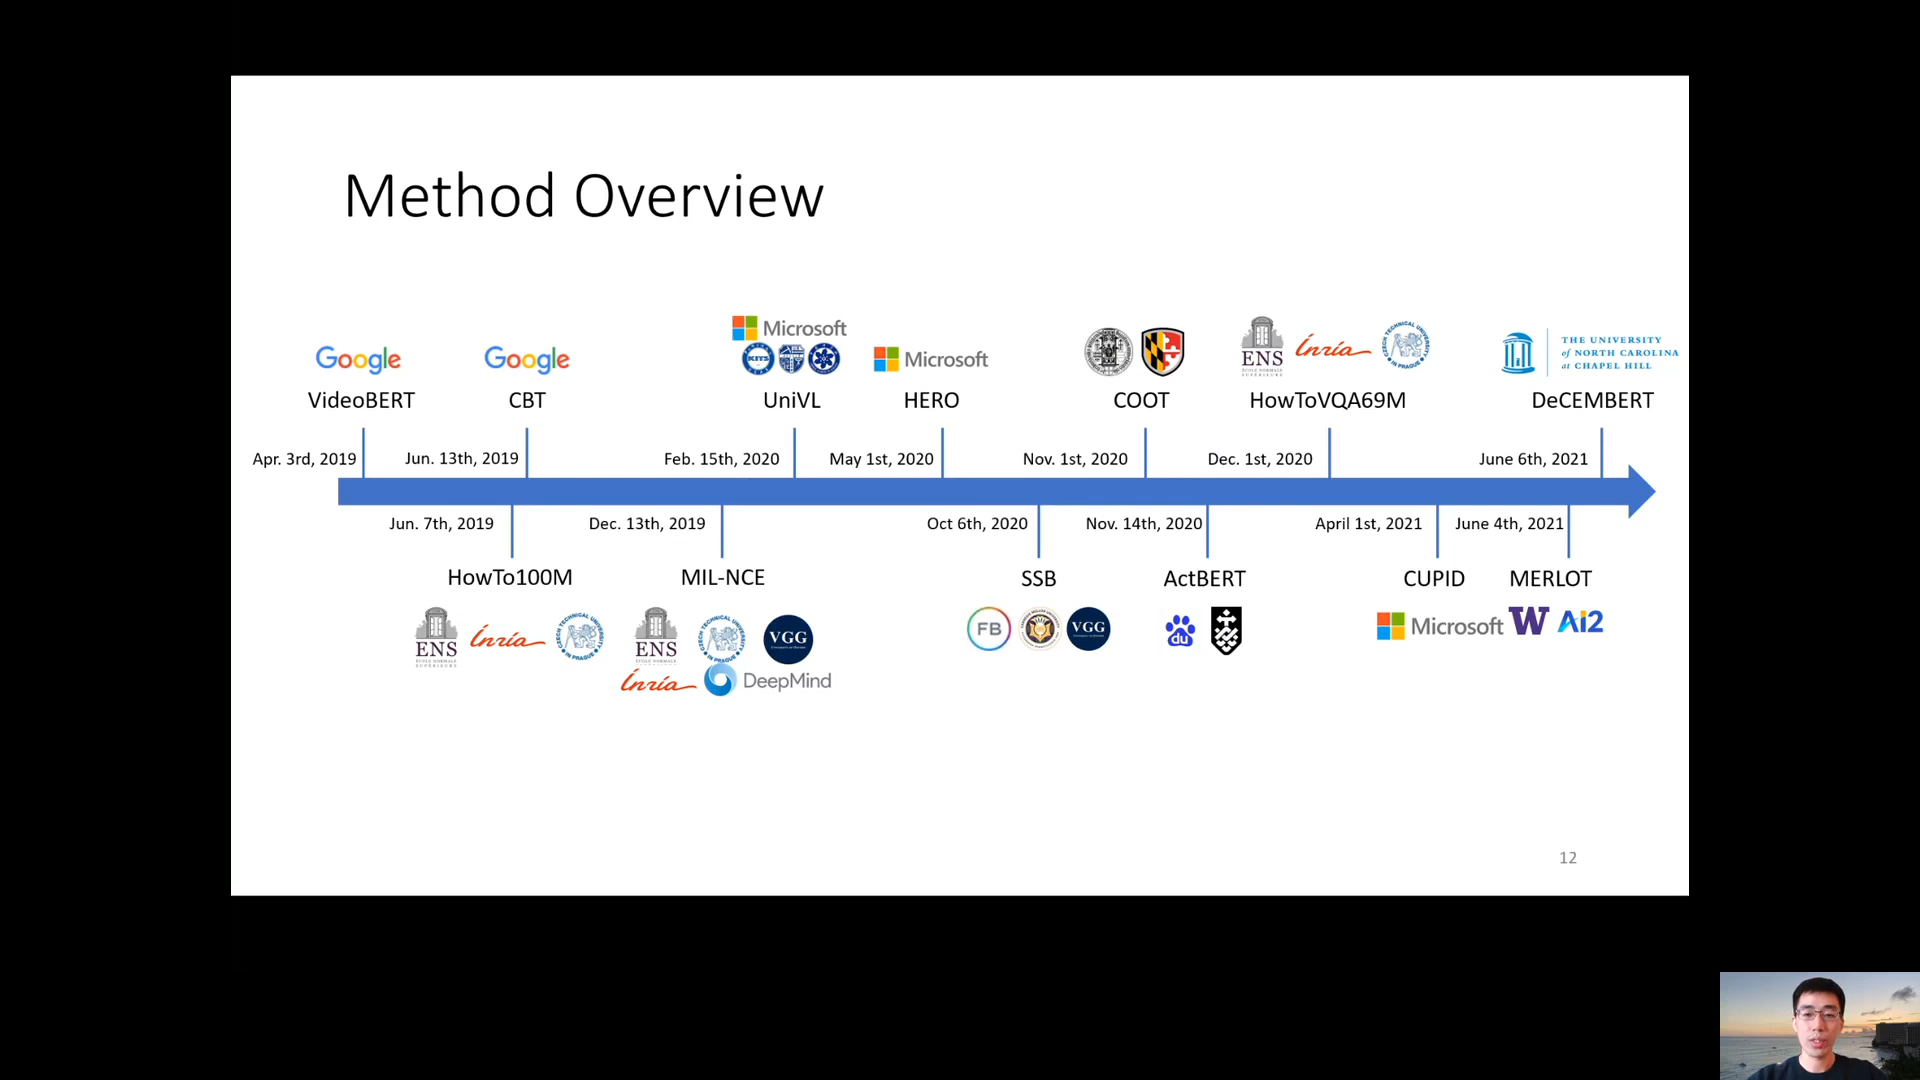 Method Overview
Microsoft
Google
Google
Microsoft
ENS
Inria
THE UNIVERSITY
of NORTH CAROLINA
at CHAPEL HILL
VideoBERT
CBT
UniVL
HERO
COOT
HowToVQA69M
DeCEMBERT
Apr. 3rd, 2019
Jun. 13th, 2019
Feb. 15th, 2020
May 1st, 2020
Nov. 1st, 2020
Dec. 1st, 2020
June 6th, 2021
Jun. 7th, 2019
Dec. 13th, 2019
Oct 6th, 2020
Nov. 14th, 2020
April 1st, 2021
June 4th, 2021
HowTo100M
MIL-NCE
SSB
ActBERT
CUPID
MERLOT
ENS
Inria
ENS
VGG
Inria
DeepMind
FB
VGG
du
Microsoft
W
AI2
12